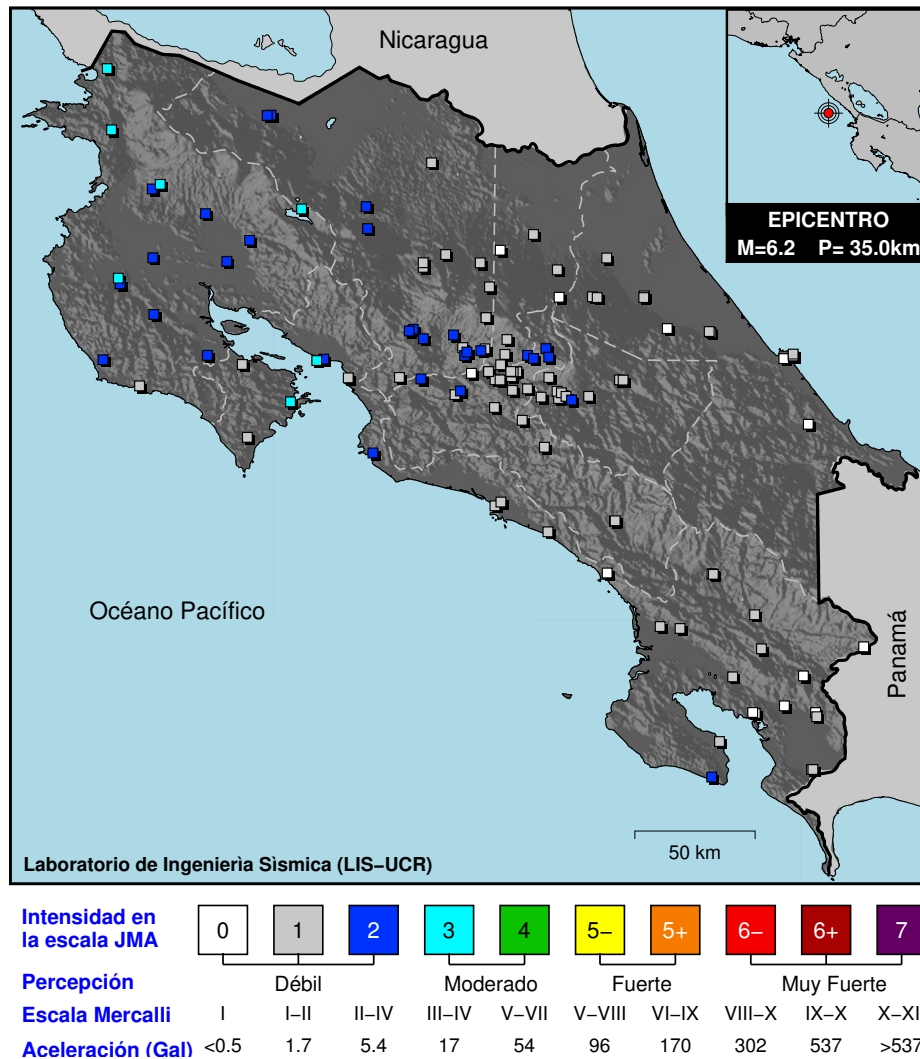 Nicaragua
EPICENTRO
M=6.2 P= 35.0km
Océano Pacífico
Panamá
50 km
Laboratorio de Ingenierìa Sìsmica (LIS−UCR)
Intensidad en
la escala JMA
0 1 2 3 4 5− 5+ 6− 6+ 7
Percepción Débil Moderado Fuerte Muy Fuerte
Escala Mercalli I I−II II−IV III−IV V−VII V−VIII VI−IX VIII−X IX−X X−XI
Aceleración (Gal) <0.5 1.7 5.4 17 54 96 170 302 537 >537